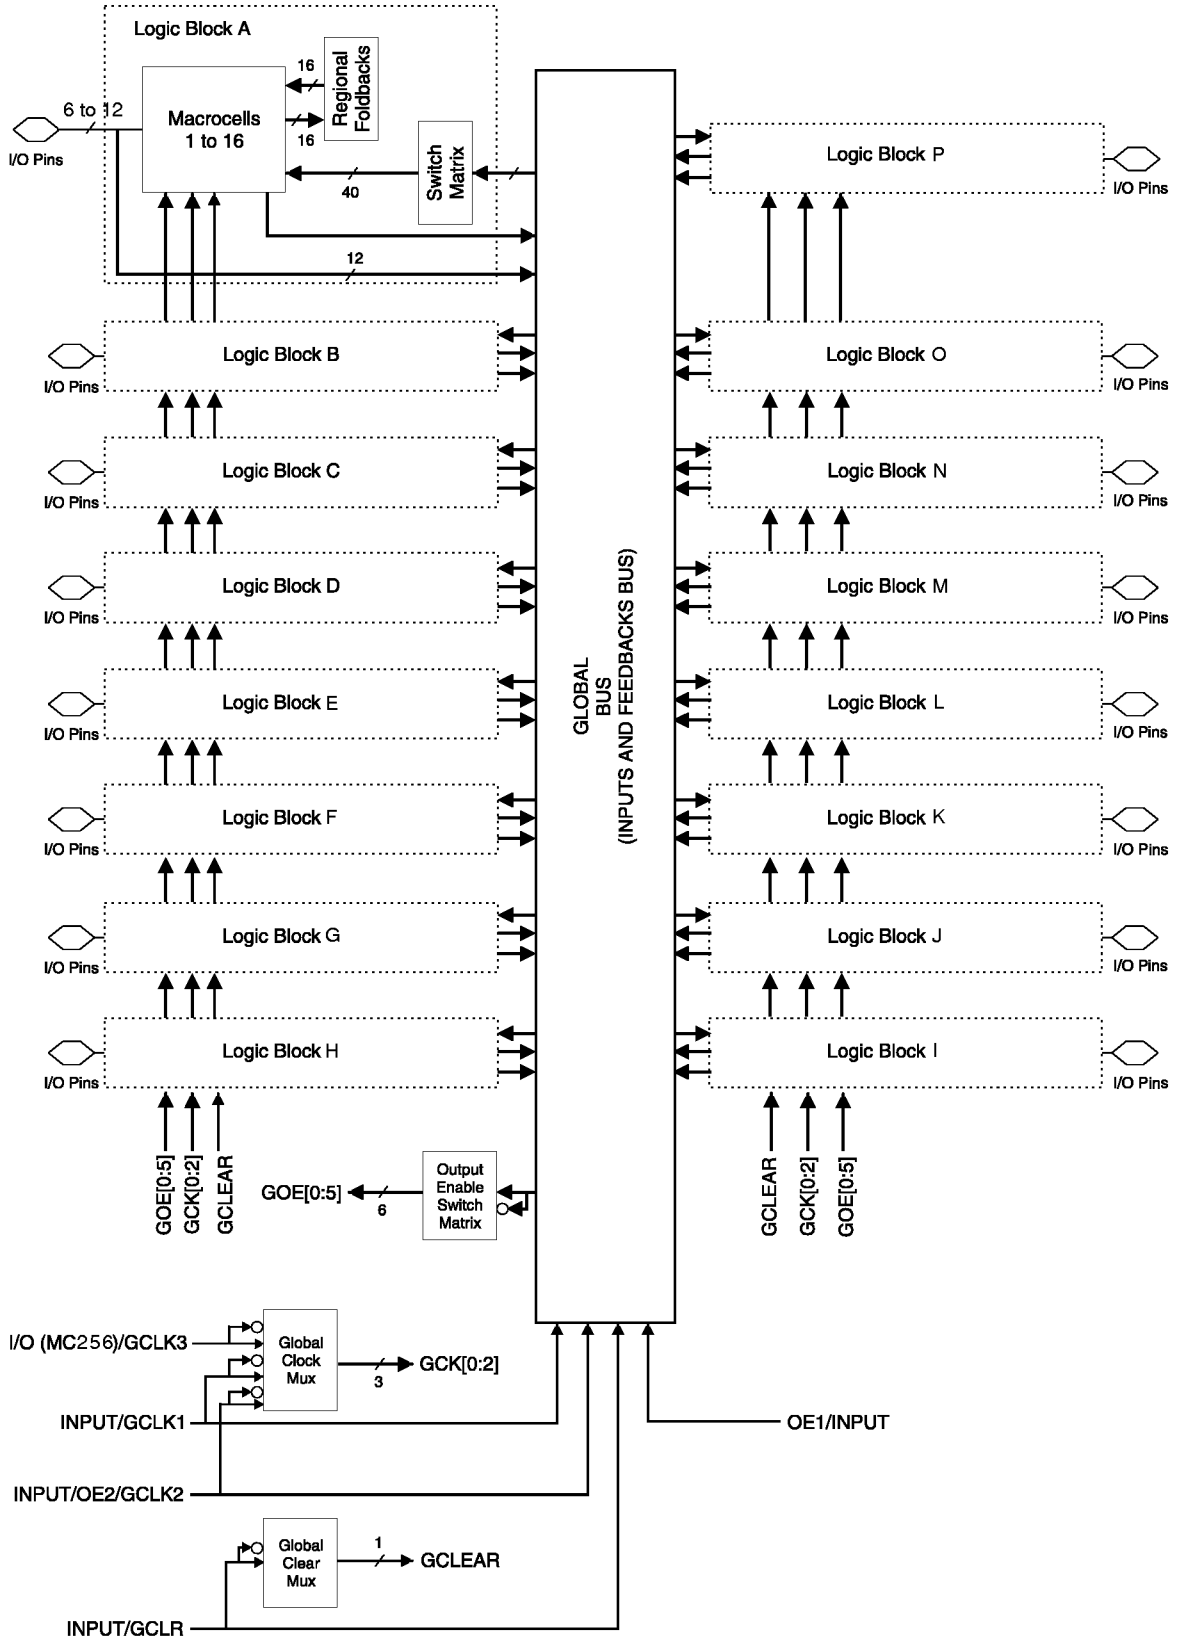 Logic Block A
6 to 12
I/O Pins
Macrocells
1 to 16
16
16
Regional
Foldbacks
40
Switch
Matrix
12
Logic Block P
I/O Pins
Logic Block B
I/O Pins
Logic Block O
I/O Pins
Logic Block C
I/O Pins
Logic Block N
I/O Pins
Logic Block D
I/O Pins
Logic Block M
I/O Pins
Logic Block E
I/O Pins
Logic Block L
I/O Pins
Logic Block F
I/O Pins
Logic Block K
I/O Pins
Logic Block G
I/O Pins
Logic Block J
I/O Pins
Logic Block H
I/O Pins
Logic Block I
I/O Pins
GLOBAL
BUS
(INPUTS AND FEEDBACKS BUS)
GOE[0:5]
GCK[0:2]
GCLEAR
GCLEAR
GCK[0:2]
GOE[0:5]
GOE[0:5]
6
Output
Enable
Switch
Matrix
I/O (MC256)/GCLK3
Global
Clock
Mux
3
GCK[0:2]
INPUT/GCLK1
OE1/INPUT
INPUT/OE2/GCLK2
Global
Clear
Mux
1
GCLEAR
INPUT/GCLR